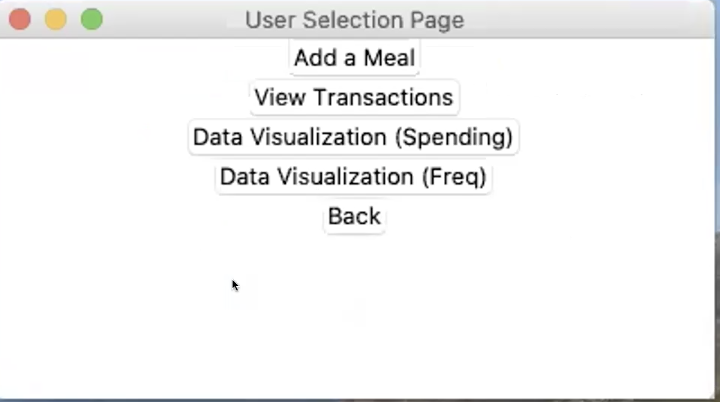 User Selection Page
Add a Meal
View Transactions
Data Visualization (Spending)
Data Visualization (Freq)
Back